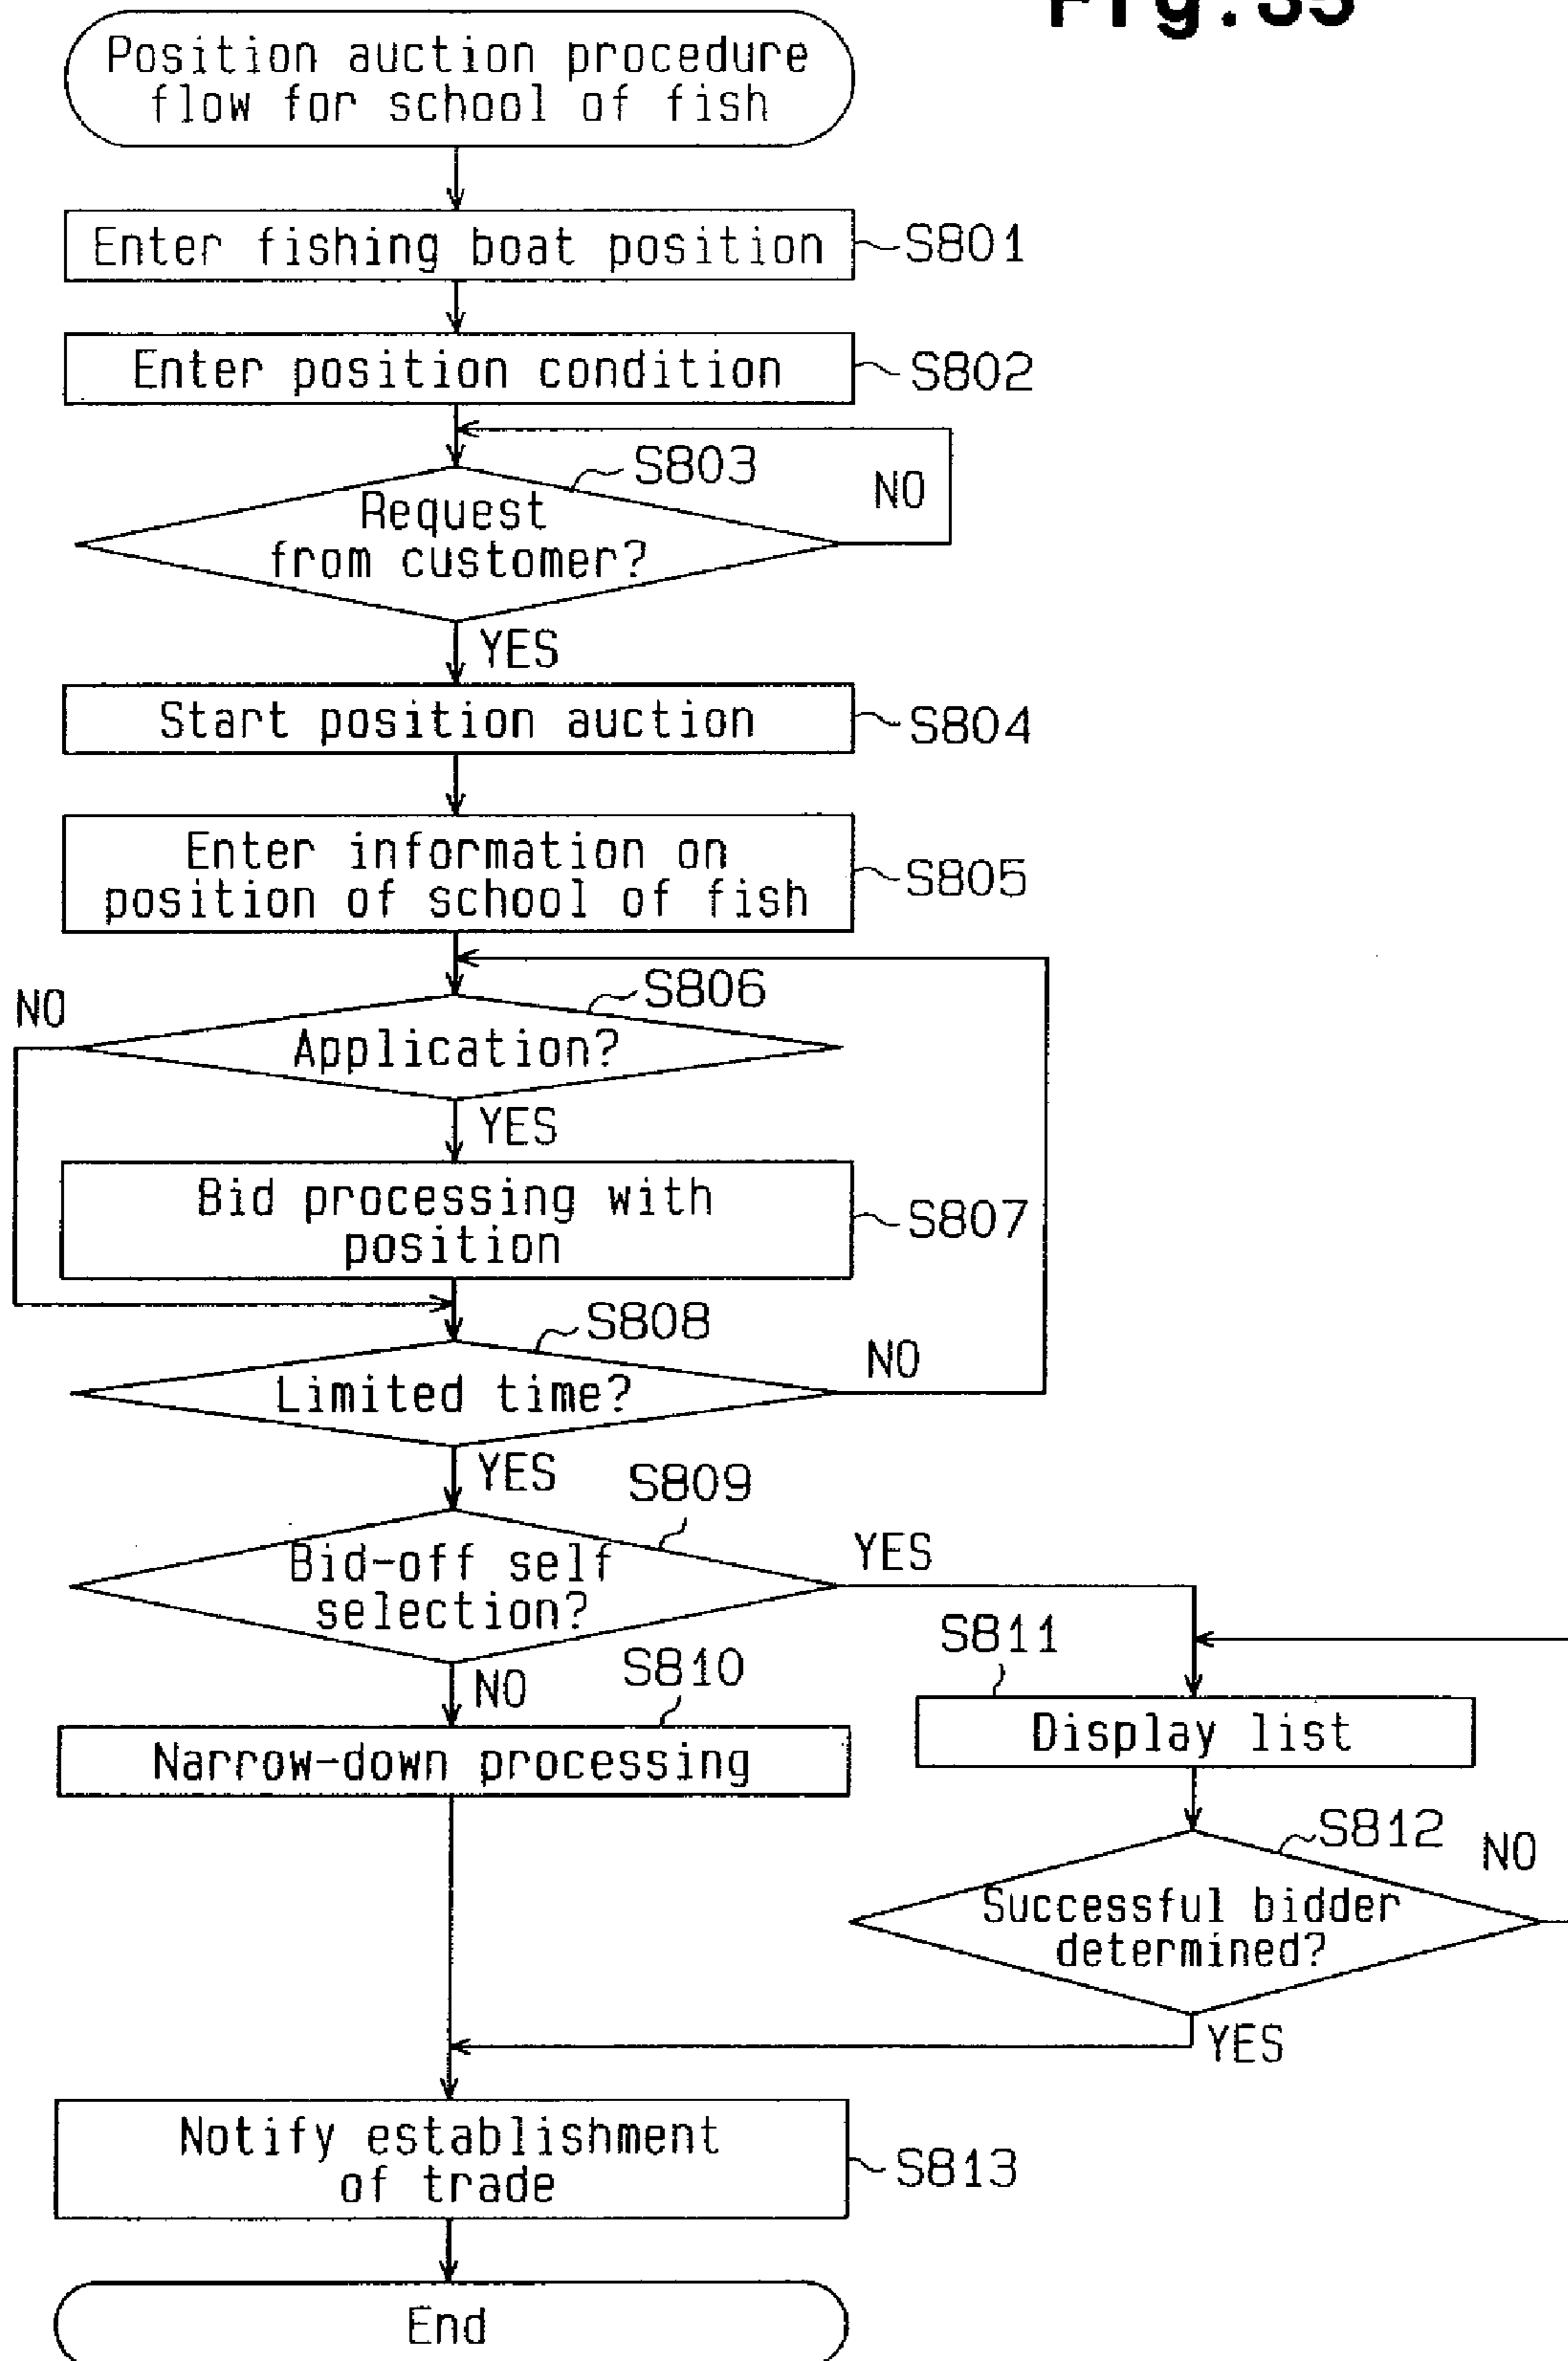 Position auction procedure
flow for school of fish
Enter fishing boat position
S801
Enter position condition
S802
S803
Request
from customer?
NO
YES
Start position auction
S804
Enter information on
position of school of fish
S805
NO
S806
Application?
YES
Bid processing with
position
S807
S808
Limited time?
NO
YES
S809
Bid-off self
selection?
YES
NO
S810
Narrow-down processing
S811
Display list
S812
NO
Successful bidder
determined?
YES
Notify establishment
of trade
S813
End